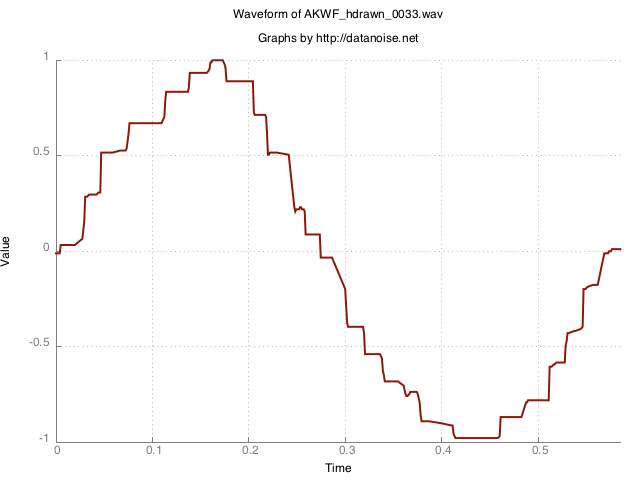 Waveform of AKWF_hdrawn_0033.wav
Graphs by http://datanoise.net
1
0.5
0
-0.5
-1
Value
0 0.1 0.2 0.3 0.4 0.5
Time